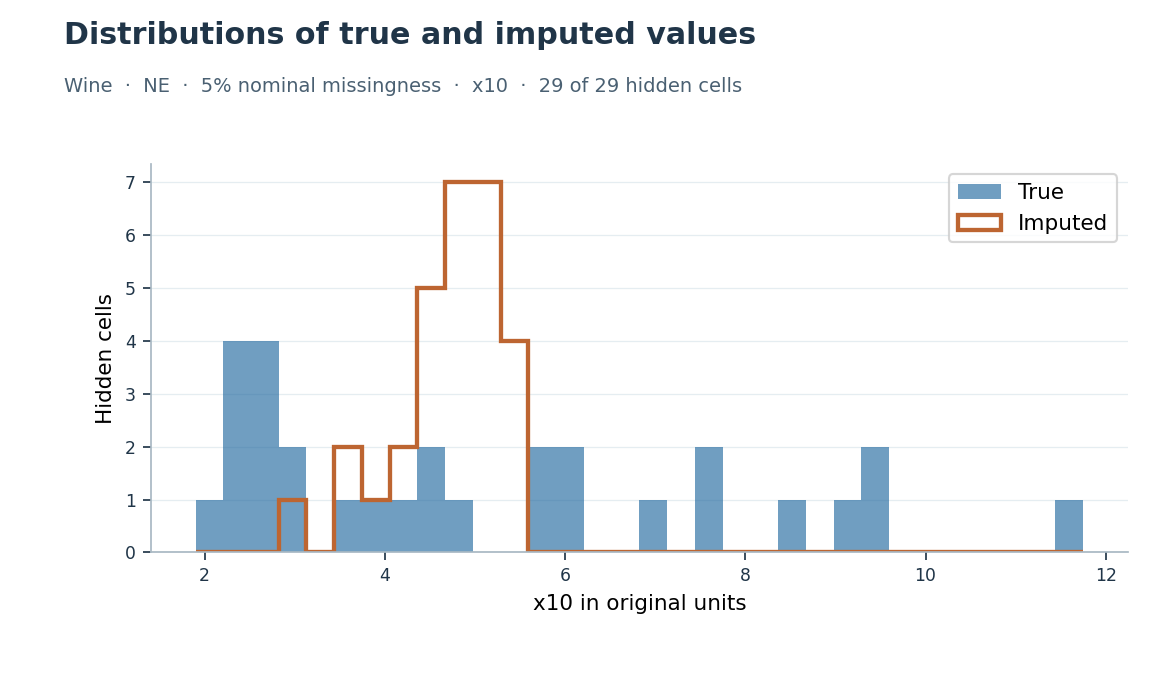 Distributions of true and imputed values
Wine · NE · 5% nominal missingness · x10 · 29 of 29 hidden cells
7
6
5
4
3
2
1
0
Hidden cells
True
Imputed
2 4 6 8 10 12
x10 in original units